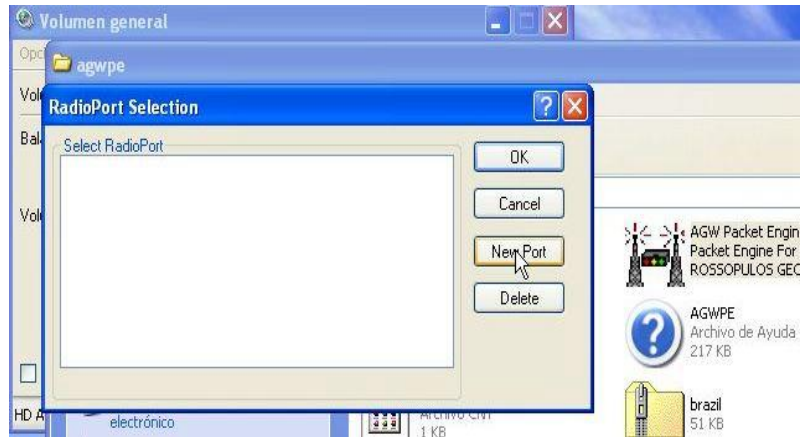 Volumen general
Opc
agwpe
Vol
RadioPort Selection
Bal
Select RadioPort
OK
Cancel
Vol
New Port
Delete
AGW Packet Engin
Packet Engine For
ROSSOPULOS GEO
AGWPE
Archivo de Ayuda
217 KB
brazil
51 KB
HD A
electrónico
Archivo CNT
1 KB